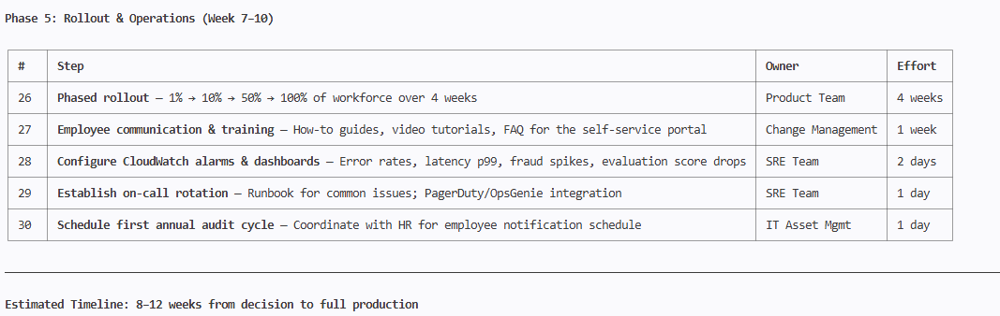 Phase 5: Rollout & Operations (Week 7–10)
# Step Owner Effort
26 Phased rollout — 1% → 10% → 50% → 100% of workforce over 4 weeks Product Team 4 weeks
27 Employee communication & training — How-to guides, video tutorials, FAQ for the self-service portal Change Management 1 week
28 Configure CloudWatch alarms & dashboards — Error rates, latency p99, fraud spikes, evaluation score drops SRE Team 2 days
29 Establish on-call rotation — Runbook for common issues; PagerDuty/OpsGenie integration SRE Team 1 day
30 Schedule first annual audit cycle — Coordinate with HR for employee notification schedule IT Asset Mgmt 1 day
Estimated Timeline: 8–12 weeks from decision to full production